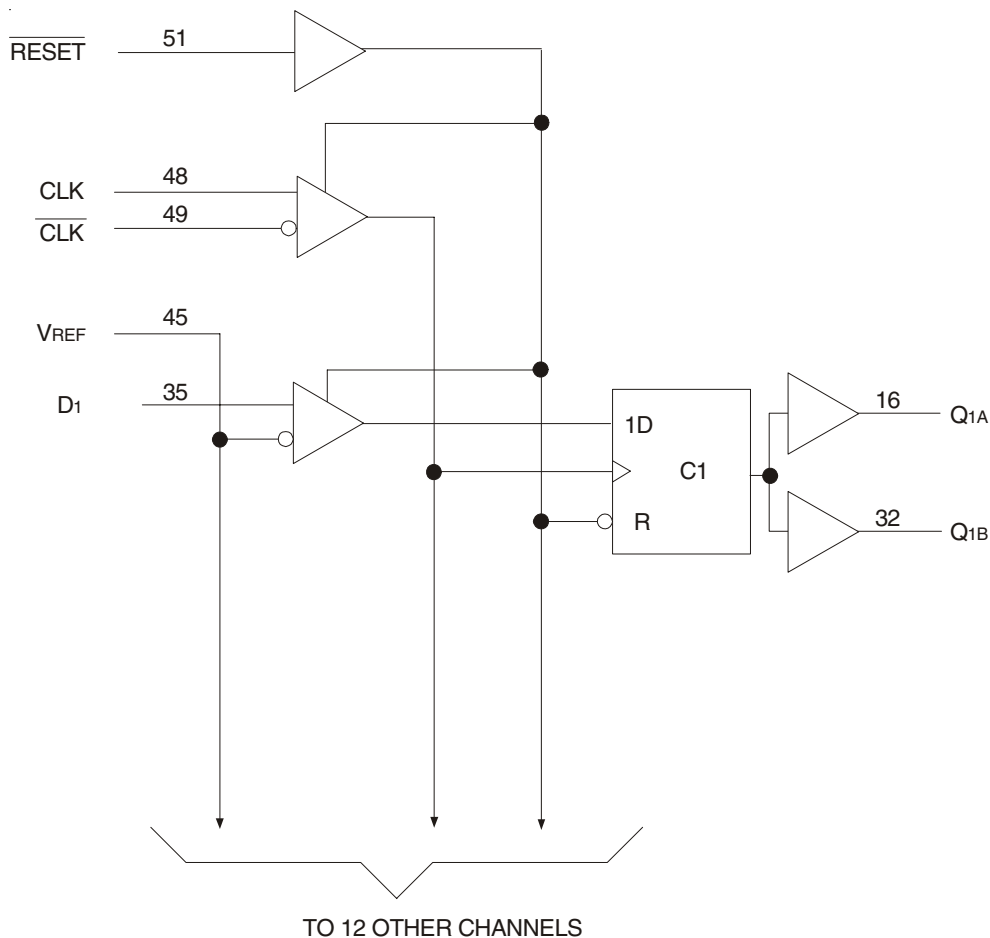 RESET 51
CLK 48
CLK 49
VREF 45
D1 35
1D
C1
R
16 Q1A
32 Q1B
TO 12 OTHER CHANNELS